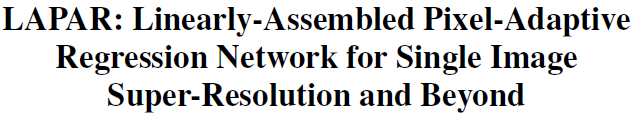 LAPAR: Linearly-Assembled Pixel-Adaptive
Regression Network for Single Image
Super-Resolution and Beyond